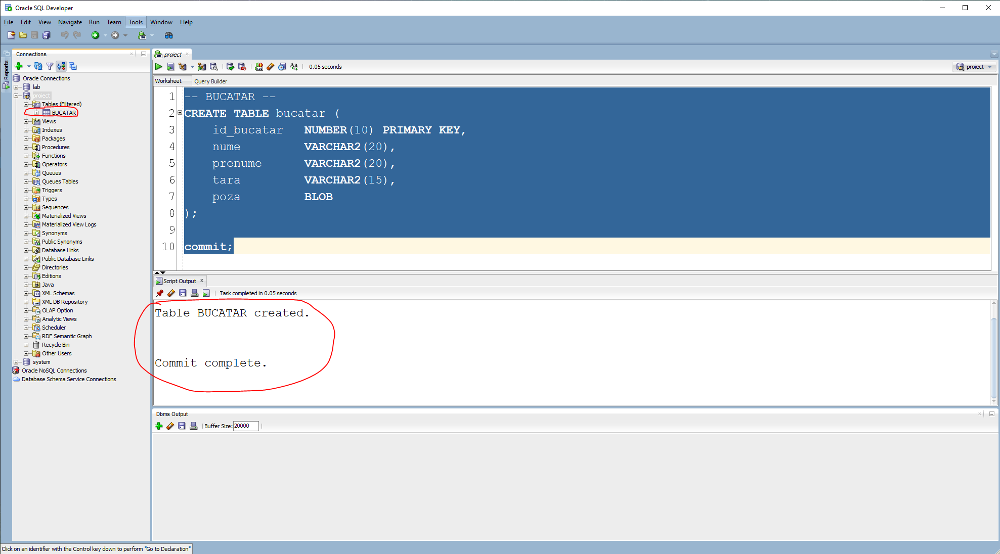 Oracle SQL Developer
File Edit View Navigate Run Team Tools Window Help
Reports
Connections
Oracle Connections
lab
proiect
Tables (Filtered)
BUCATAR
Views
Indexes
Packages
Procedures
Functions
Operators
Queues
Queues Tables
Triggers
Types
Sequences
Materialized Views
Materialized View Logs
Synonyms
Public Synonyms
Database Links
Public Database Links
Directories
Editions
Java
XML Schemas
XML DB Repository
OLAP Option
Analytic Views
Scheduler
RDF Semantic Graph
Recycle Bin
Other Users
system
Oracle NoSQL Connections
Database Schema Service Connections
proiect
0.05 seconds
proiect
Worksheet Query Builder
1 -- BUCATAR --
2 CREATE TABLE bucatar (
3 id_bucatar NUMBER(10) PRIMARY KEY,
4 nume VARCHAR2(20),
5 prenume VARCHAR2(20),
6 tara VARCHAR2(15),
7 poza BLOB
8 );
9
10 commit;
Script Output
Task completed in 0.05 seconds
Table BUCATAR created.
Commit complete.
Dbms Output
Buffer Size: 20000
Click on an identifier with the Control key down to perform "Go to Declaration"